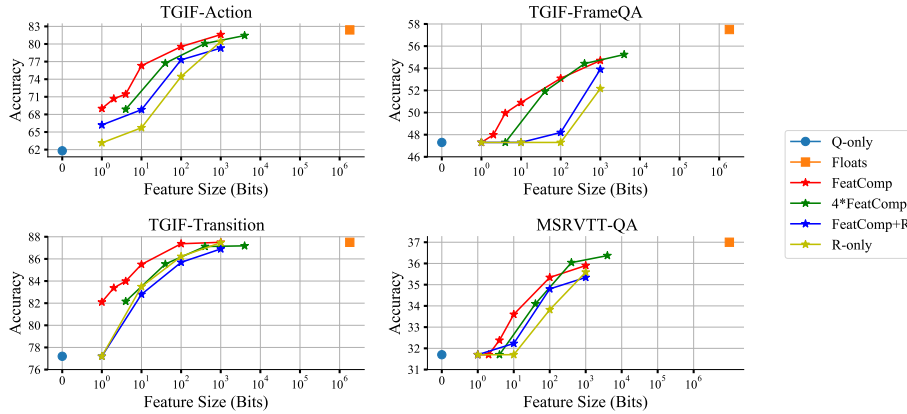 TGIF-Action
Accuracy
83
80
77
74
71
68
65
62
0 10^0 10^1 10^2 10^3 10^4 10^5 10^6
Feature Size (Bits)
TGIF-FrameQA
Accuracy
58
56
54
52
50
48
46
0 10^0 10^1 10^2 10^3 10^4 10^5 10^6
Feature Size (Bits)
TGIF-Transition
Accuracy
88
86
84
82
80
78
76
0 10^0 10^1 10^2 10^3 10^4 10^5 10^6
Feature Size (Bits)
MSRVTT-QA
Accuracy
37
36
35
34
32
31
0 10^0 10^1 10^2 10^3 10^4 10^5 10^6
Feature Size (Bits)
Q-only
Floats
FeatComp
4*FeatComp
FeatComp+R
R-only